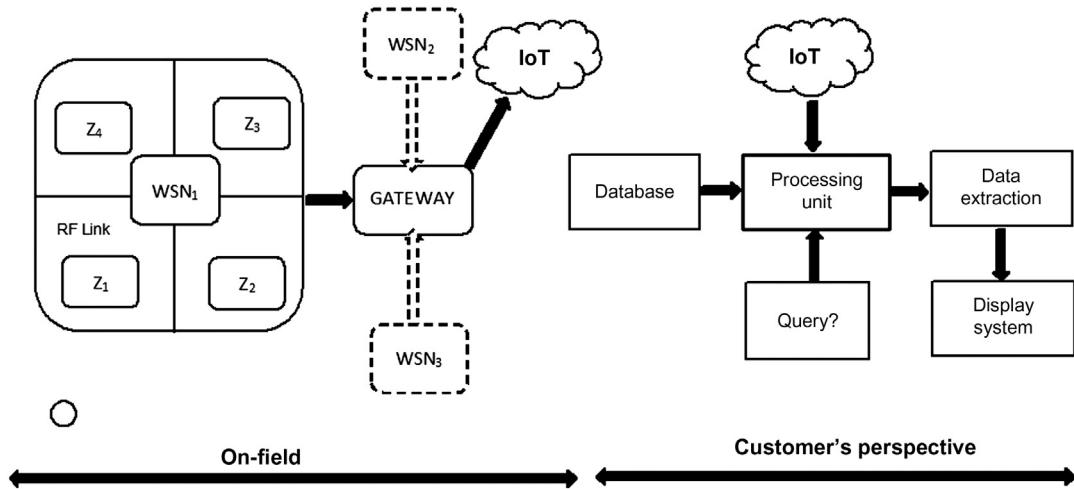 WSN₂
IoT
Z₄
Z₃
WSN₁
GATEWAY
RF Link
Z₁
Z₂
WSN₃
On-field
IoT
Database
Processing
unit
Data
extraction
Query?
Display
system
Customer's perspective